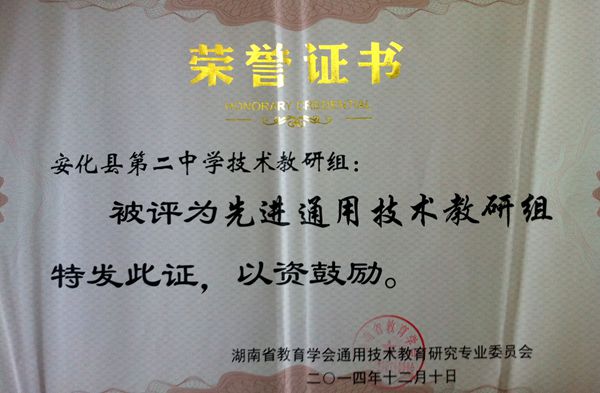 荣誉证书
HONORARY CREDENTIAL
安化县第二中学技术教研组：
被评为先进通用技术教研组
特发此证，以资鼓励。
湖南省教育学会通用技术教育研究专业委员会
二〇一四年十二月十日